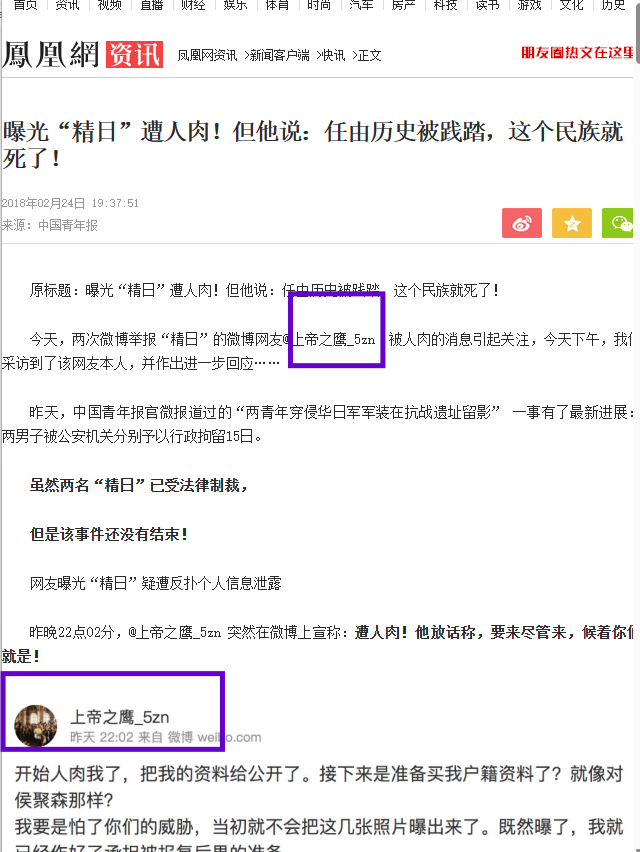 首页 资讯 视频 直播 财经 娱乐 体育 时尚 汽车 房产 科技 读书 游戏 文化 历史
鳳凰網 资讯 凤凰网资讯 >新闻客户端 >快讯 >正文 朋友圈热文在这里
曝光“精日”遭人肉！但他说：任由历史被践踏，这个民族就
死了！
2018年02月24日 19:37:51
来源：中国青年报
原标题：曝光“精日”遭人肉！但他说：任由历史被践踏，这个民族就死了！
今天，两次微博举报“精日”的微博网友@上帝之鹰_5zn 被人肉的消息引起关注，今天下午，我们
采访到了该网友本人，并作出进一步回应……
昨天，中国青年报官微报道过的“两青年穿侵华日军军装在抗战遗址留影” 一事有了最新进展：
两男子被公安机关分别予以行政拘留15日。
虽然两名“精日”已受法律制裁，
但是该事件还没有结束！
网友曝光“精日”疑遭反扑个人信息泄露
昨晚22点02分，@上帝之鹰_5zn 突然在微博上宣称：遭人肉！他放话称，要来尽管来，候着你们
就是！
上帝之鹰_5zn
昨天 22:02 来自 微博 weibo.com
开始人肉我了，把我的资料给公开了。接下来是准备买我户籍资料了？就像对
侯聚森那样？
我要是怕了你们的威胁，当初就不会把这几张照片曝出来了。既然曝了，我就
已经作好了承担被报复后果的准备